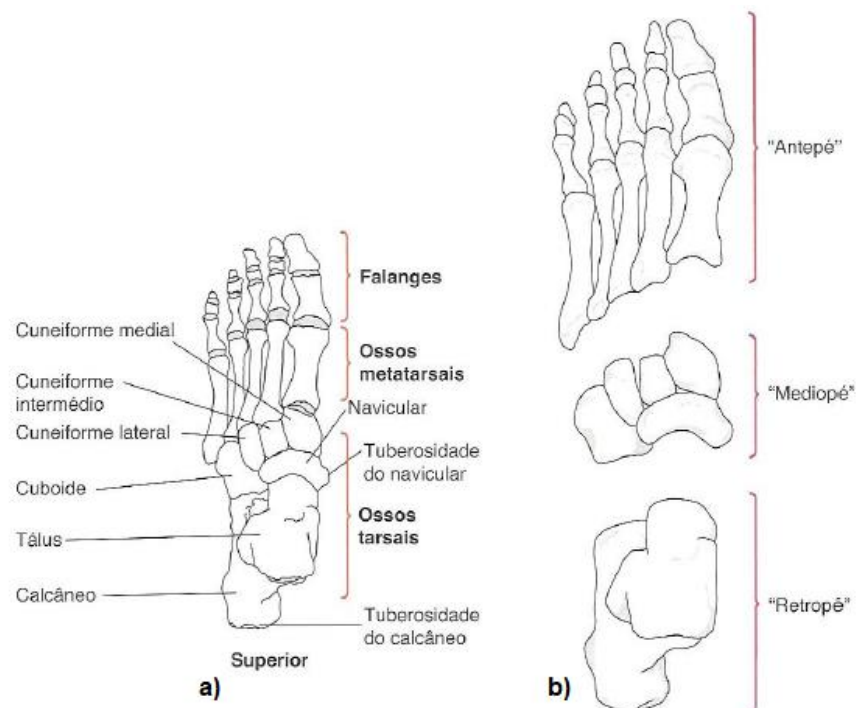 Falanges
Cuneiforme medial
Ossos
metatarsais
Cuneiforme
intermédio
Navicular
Cuneiforme lateral
Tuberosidade
do navicular
Cuboide
Ossos
tarsais
Tálus
Calcâneo
Tuberosidade
do calcâneo
Superior
a)
"Antepé"
"Mediopé"
"Retropé"
b)